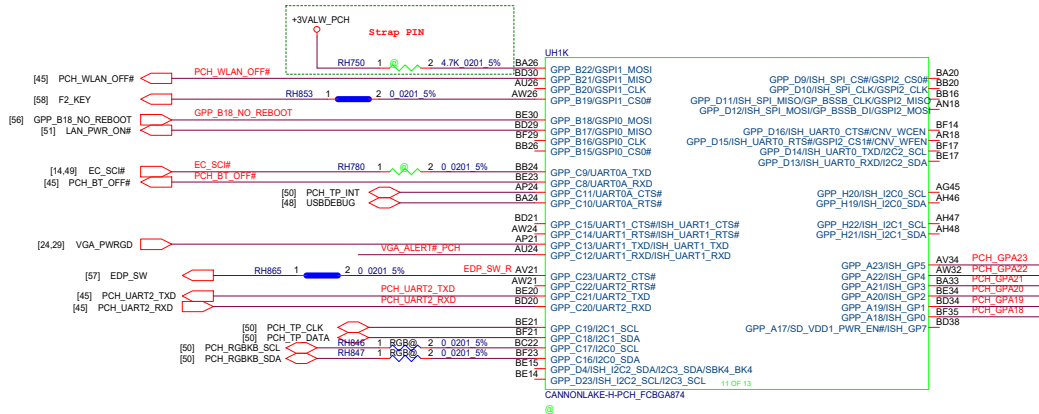 +3VALW_PCH
Strap PIN
UH1K
RH750 1 @ 2 4.7K_0201_5% BA26 GPP_B22/GSPI1_MOSI
[45] PCH_WLAN_OFF# PCH_WLAN_OFF# BD30 GPP_B21/GSPI1_MISO GPP_D9/ISH_SPI_CS#/GSPI2_CS0# BA20
AU26 GPP_B20/GSPI1_CLK GPP_D10/ISH_SPI_CLK/GSPI2_CLK BB20
[58] F2_KEY RH853 1 2 0_0201_5% AW26 GPP_B19/GSPI1_CS0# GPP_D11/ISH_SPI_MISO/GP_BSSB_CLK/GSPI2_MISO BB16
GPP_D12/ISH_SPI_MOSI/GP_BSSB_DI/GSPI2_MOSI AN18
[56] GPP_B18_NO_REBOOT GPP_B18_NO_REBOOT BE30 GPP_B18/GSPI0_MOSI
[51] LAN_PWR_ON# BD29 GPP_B17/GSPI0_MISO GPP_D16/ISH_UART0_CTS#/CNV_WCEN BF14
BF29 GPP_B16/GSPI0_CLK GPP_D15/ISH_UART0_RTS#/GSPI2_CS1#/CNV_WFEN AR18
BB26 GPP_B15/GSPI0_CS0# GPP_D14/ISH_UART0_TXD/I2C2_SCL BF17
GPP_D13/ISH_UART0_RXD/I2C2_SDA BE17
[14,49] EC_SCI# EC_SCI# RH780 1 @ 2 0_0201_5% BB24 GPP_C9/UART0A_TXD
[45] PCH_BT_OFF# PCH_BT_OFF# BE23 GPP_C8/UART0A_RXD
[50] PCH_TP_INT AP24 GPP_C11/UART0A_CTS# GPP_H20/ISH_I2C0_SCL AG45
[48] USBDEBUG BA24 GPP_C10/UART0A_RTS# GPP_H19/ISH_I2C0_SDA AH46
BD21 GPP_C15/UART1_CTS#/ISH_UART1_CTS# GPP_H22/ISH_I2C1_SCL AH47
AW24 GPP_C14/UART1_RTS#/ISH_UART1_RTS# GPP_H21/ISH_I2C1_SDA AH48
[24,29] VGA_PWRGD AP21 GPP_C13/UART1_TXD/ISH_UART1_TXD
VGA_ALERT#_PCH AU24 GPP_C12/UART1_RXD/ISH_UART1_RXD
GPP_A23/ISH_GP5 AV34 PCH_GPA23
[57] EDP_SW RH865 1 2 0_0201_5% EDP_SW_R AV21 GPP_C23/UART2_CTS# GPP_A22/ISH_GP4 AW32 PCH_GPA22
AW21 GPP_C22/UART2_RTS# GPP_A21/ISH_GP3 BA33 PCH_GPA21
[45] PCH_UART2_TXD PCH_UART2_TXD BE20 GPP_C21/UART2_TXD GPP_A20/ISH_GP2 BE34 PCH_GPA20
[45] PCH_UART2_RXD PCH_UART2_RXD BD20 GPP_C20/UART2_RXD GPP_A19/ISH_GP1 BD34 PCH_GPA19
GPP_A18/ISH_GP0 BF35 PCH_GPA18
[50] PCH_TP_CLK BE21 GPP_C19/I2C1_SCL GPP_A17/SD_VDD1_PWR_EN#/ISH_GP7 BD38
[50] PCH_TP_DATA BF21 GPP_C18/I2C1_SDA
[50] PCH_RGBKB_SCL RH846 1 RGB@ 2 0_0201_5% BC22 GPP_C17/I2C0_SCL
[50] PCH_RGBKB_SDA RH847 1 RGB@ 2 0_0201_5% BF23 GPP_C16/I2C0_SDA
BE15 GPP_D4/ISH_I2C2_SDA/I2C3_SDA/SBK4_BK4
BE14 GPP_D23/ISH_I2C2_SCL/I2C3_SCL
11 OF 13
CANNONLAKE-H-PCH_FCBGA874
@